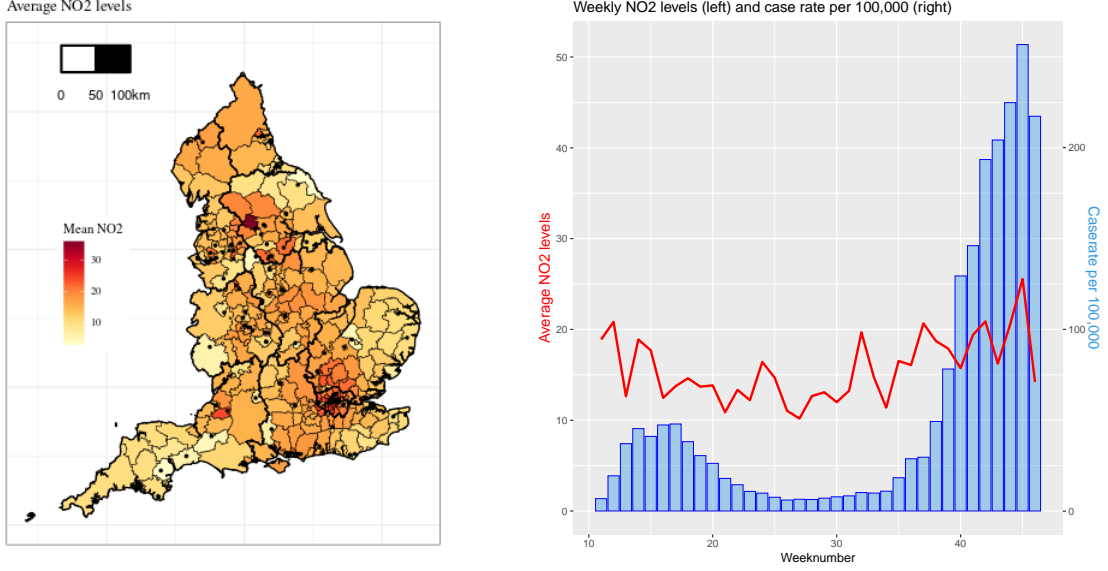 Average NO2 levels
0 50 100km
Mean NO2
30
20
10
Weekly NO2 levels (left) and case rate per 100,000 (right)
Average NO2 levels
50
40
30
20
10
0
10 20 30 40
Weeknumber
200
100
0
Caserate per 100,000